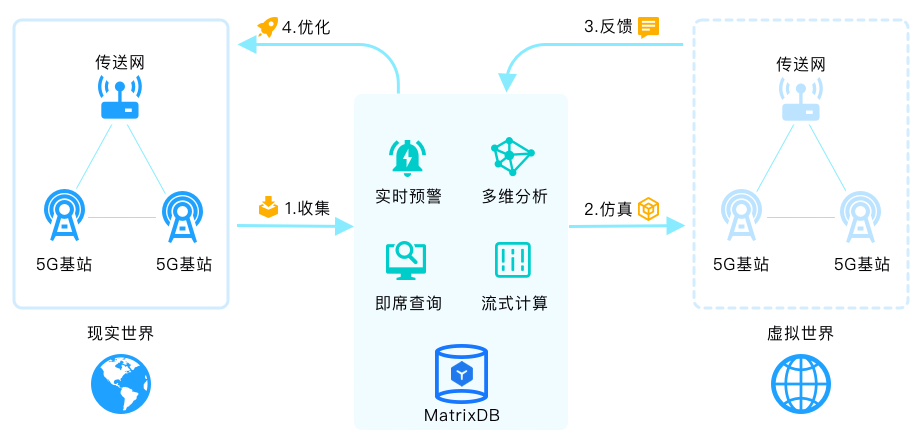 4.优化
3.反馈
传送网
5G基站
5G基站
现实世界
1.收集
实时预警
多维分析
即席查询
流式计算
MatrixDB
2.仿真
传送网
5G基站
5G基站
虚拟世界